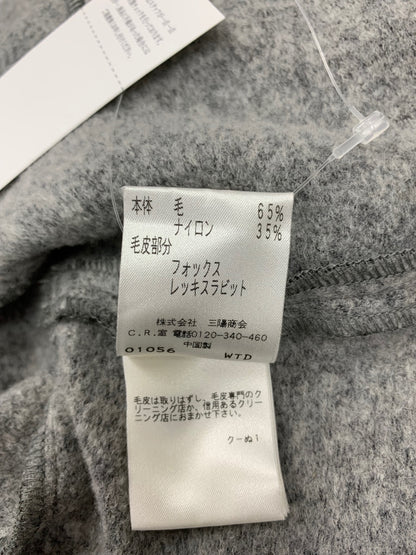 本体　毛　65%
ナイロン　35%
毛皮部分
フォックス
レッキスラビット
株式会社　三陽商会
C.R.室 電話0120-340-460
中国製
01056　WTD
毛皮は取りはずし、毛皮専門のク
リーニング店か、信用あるクリー
ニング店におまかせ下さい。
クーぬ1